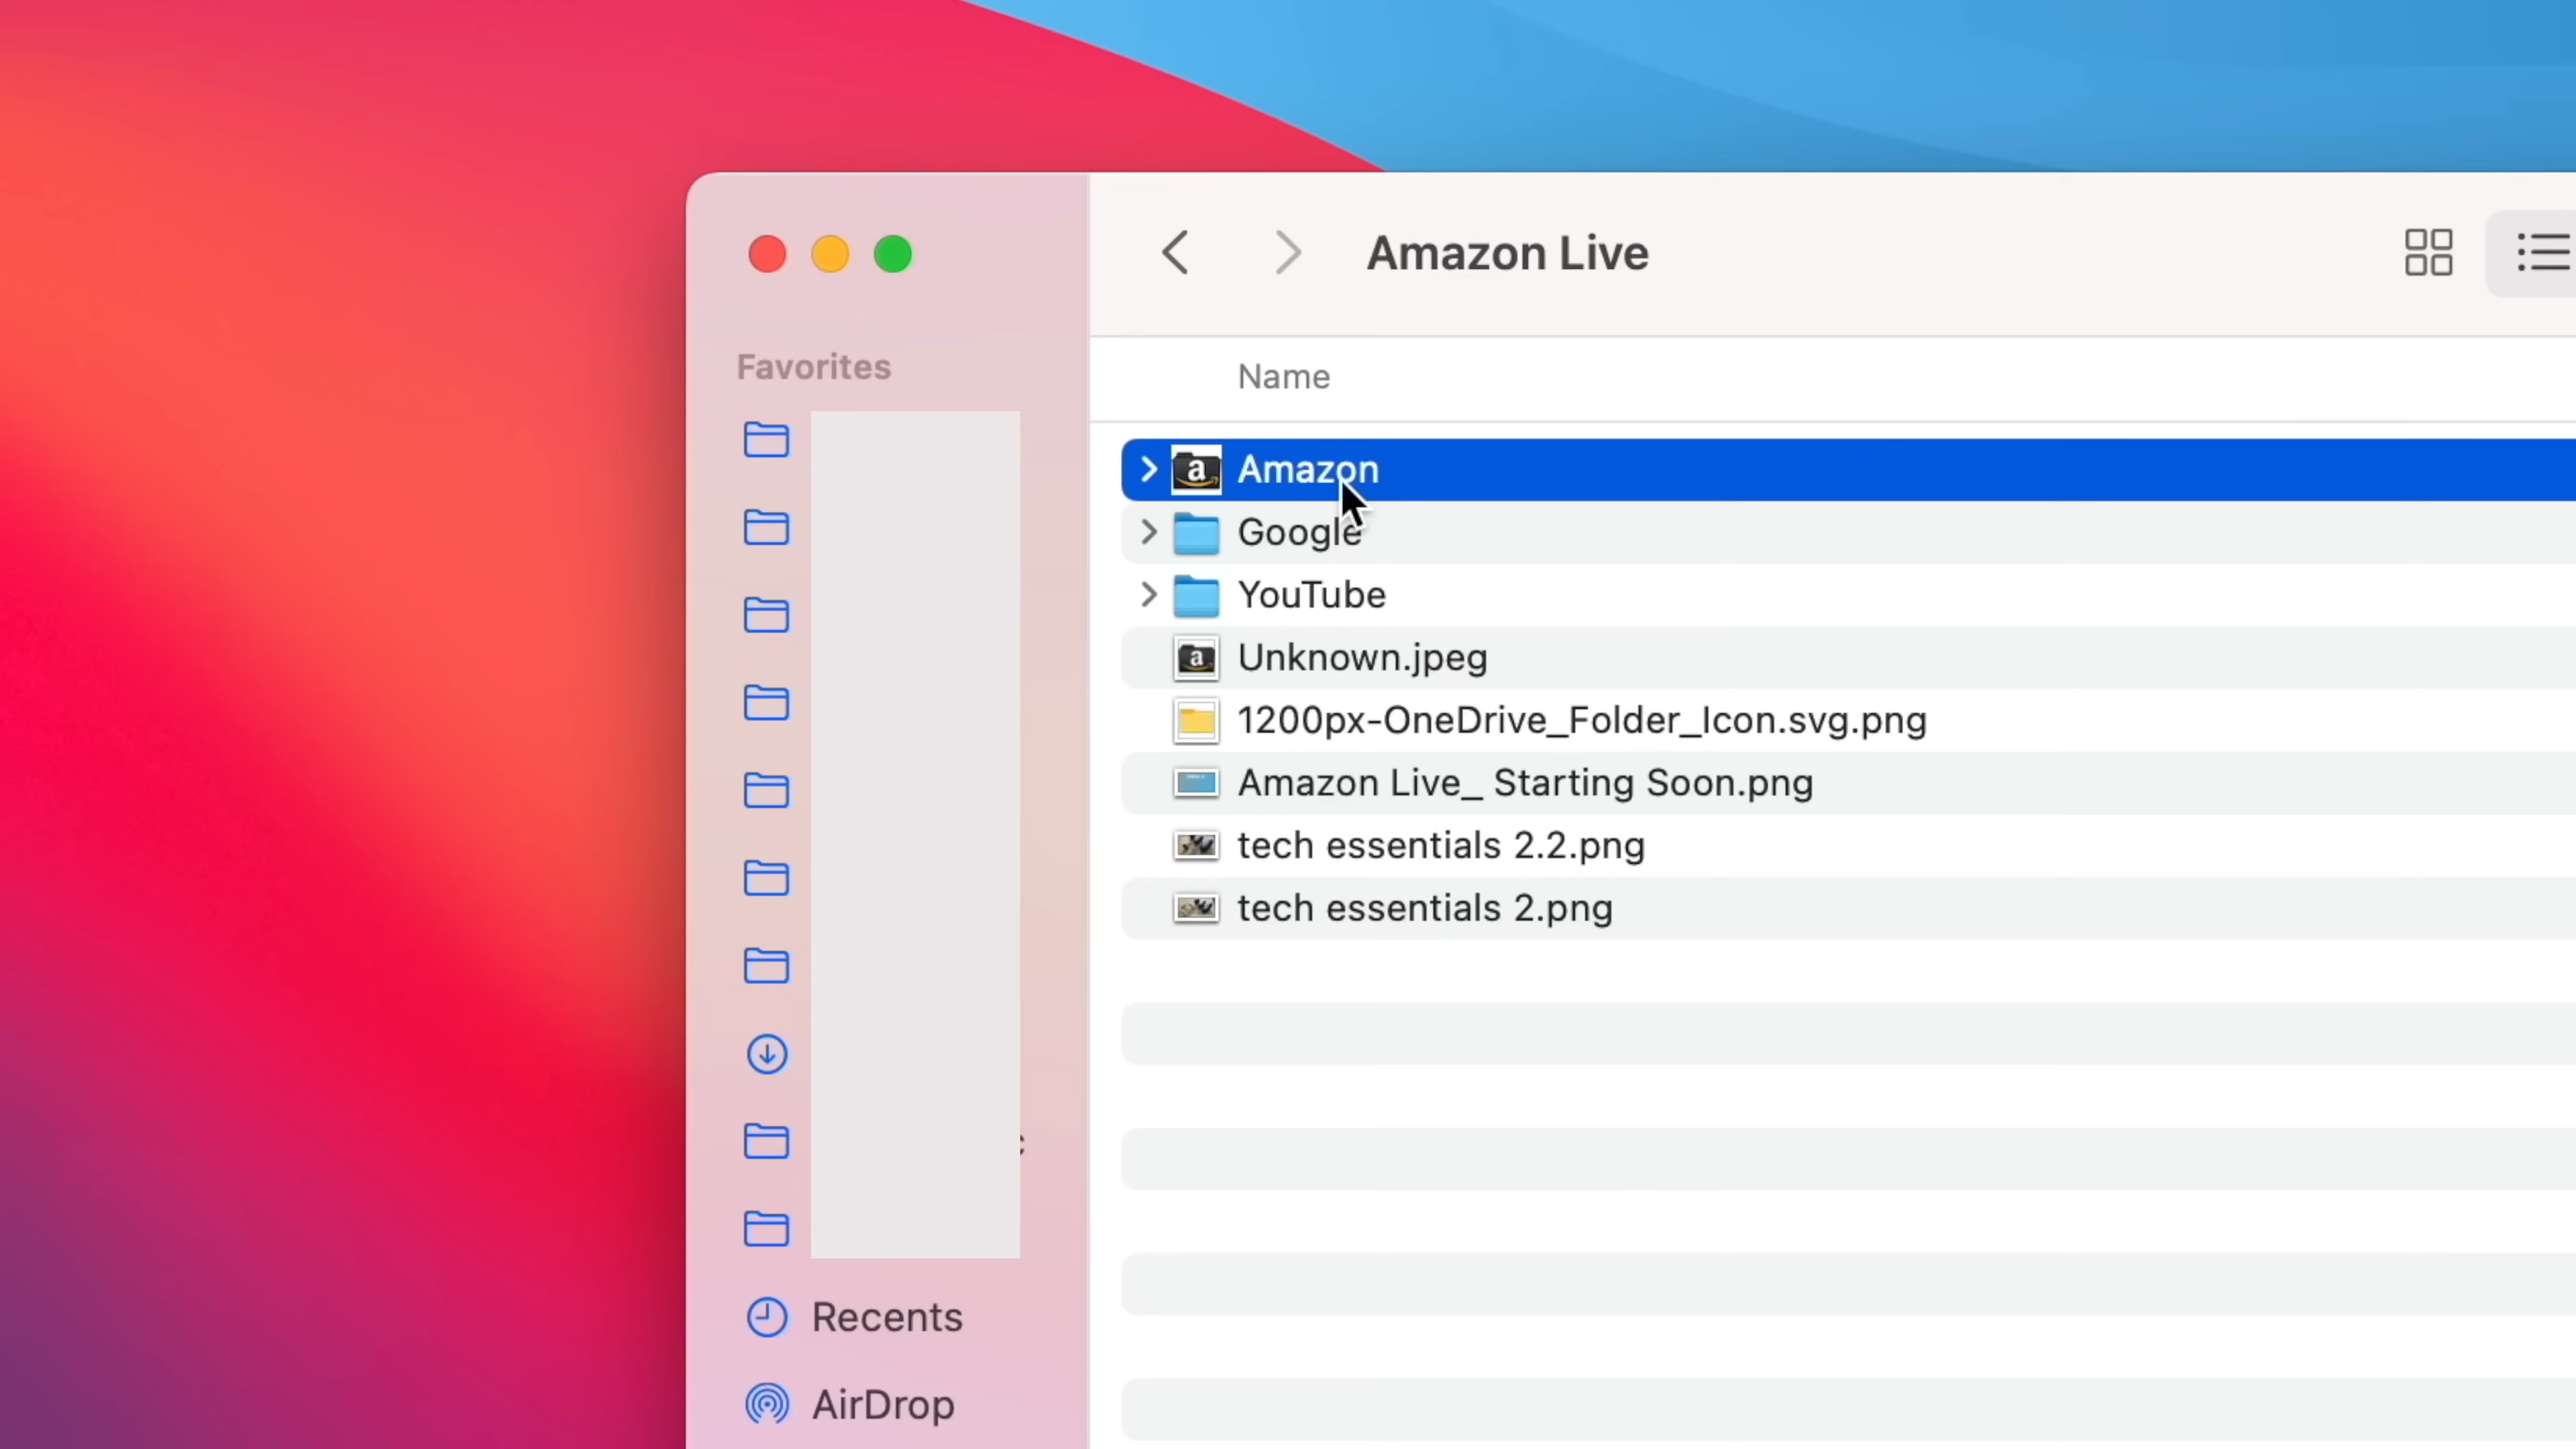 Amazon Live
Favorites
Name
Amazon
Google
YouTube
Unknown.jpeg
1200px-OneDrive_Folder_Icon.svg.png
Amazon Live_ Starting Soon.png
tech essentials 2.2.png
tech essentials 2.png
Recents
AirDrop